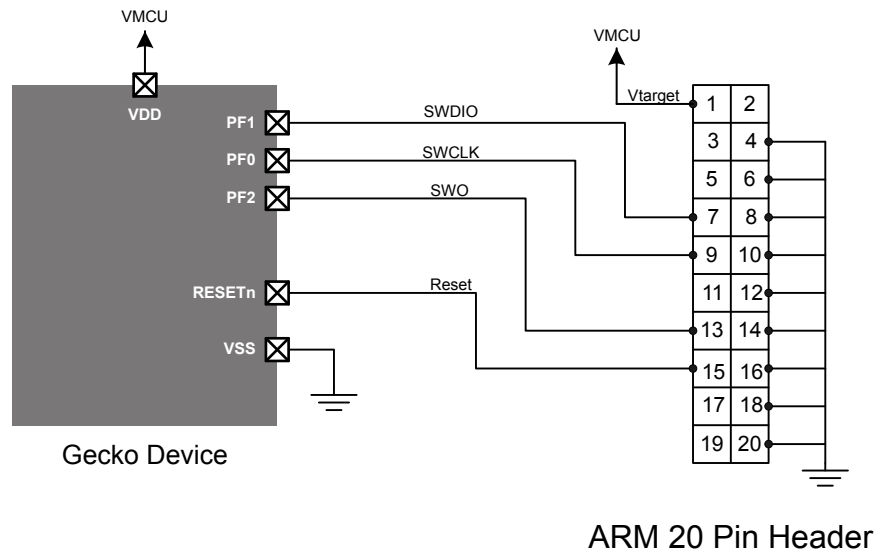 VMCU
VDD
PF1
SWDIO
PF0
SWCLK
PF2
SWO
RESETn
Reset
VSS
Gecko Device
VMCU
Vtarget
1 2
3 4
5 6
7 8
9 10
11 12
13 14
15 16
17 18
19 20
ARM 20 Pin Header